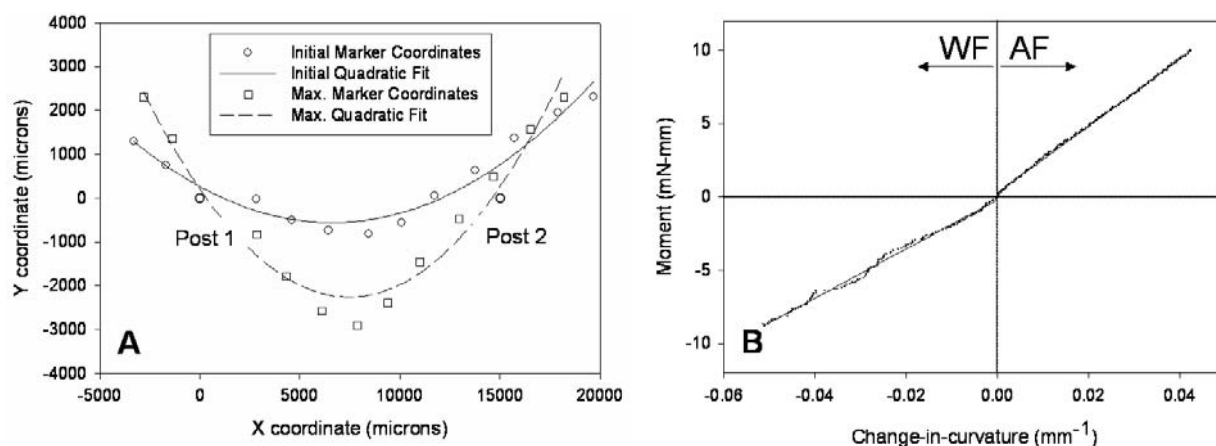 4000
3000
2000
1000
0
-1000
-2000
-3000
-4000
Y coordinate (microns)
Initial Marker Coordinates
Initial Quadratic Fit
Max. Marker Coordinates
Max. Quadratic Fit
Post 1
Post 2
A
-5000 0 5000 10000 15000 20000
X coordinate (microns)
10
5
0
-5
-10
Moment (mN-mm)
WF AF
B
-0.06 -0.04 -0.02 0.00 0.02 0.04
Change-in-curvature (mm⁻¹)